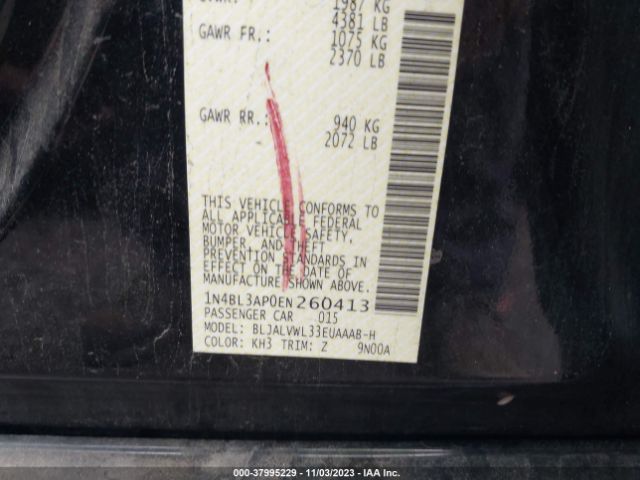 1987 KG
4381 LB
GAWR FR.: 1075 KG
2370 LB
GAWR RR.: 940 KG
2072 LB
THIS VEHICLE CONFORMS TO
ALL APPLICABLE FEDERAL
MOTOR VEHICLE SAFETY,
BUMPER, AND THEFT
PREVENTION STANDARDS IN
EFFECT ON THE DATE OF
MANUFACTURE SHOWN ABOVE.
1N4BL3AP0EN260413
PASSENGER CAR 015
MODEL: BLJALVWL33EUAAAB-H
COLOR: KH3 TRIM: Z 9N00A
000-37995229 - 11/03/2023 - IAA Inc.